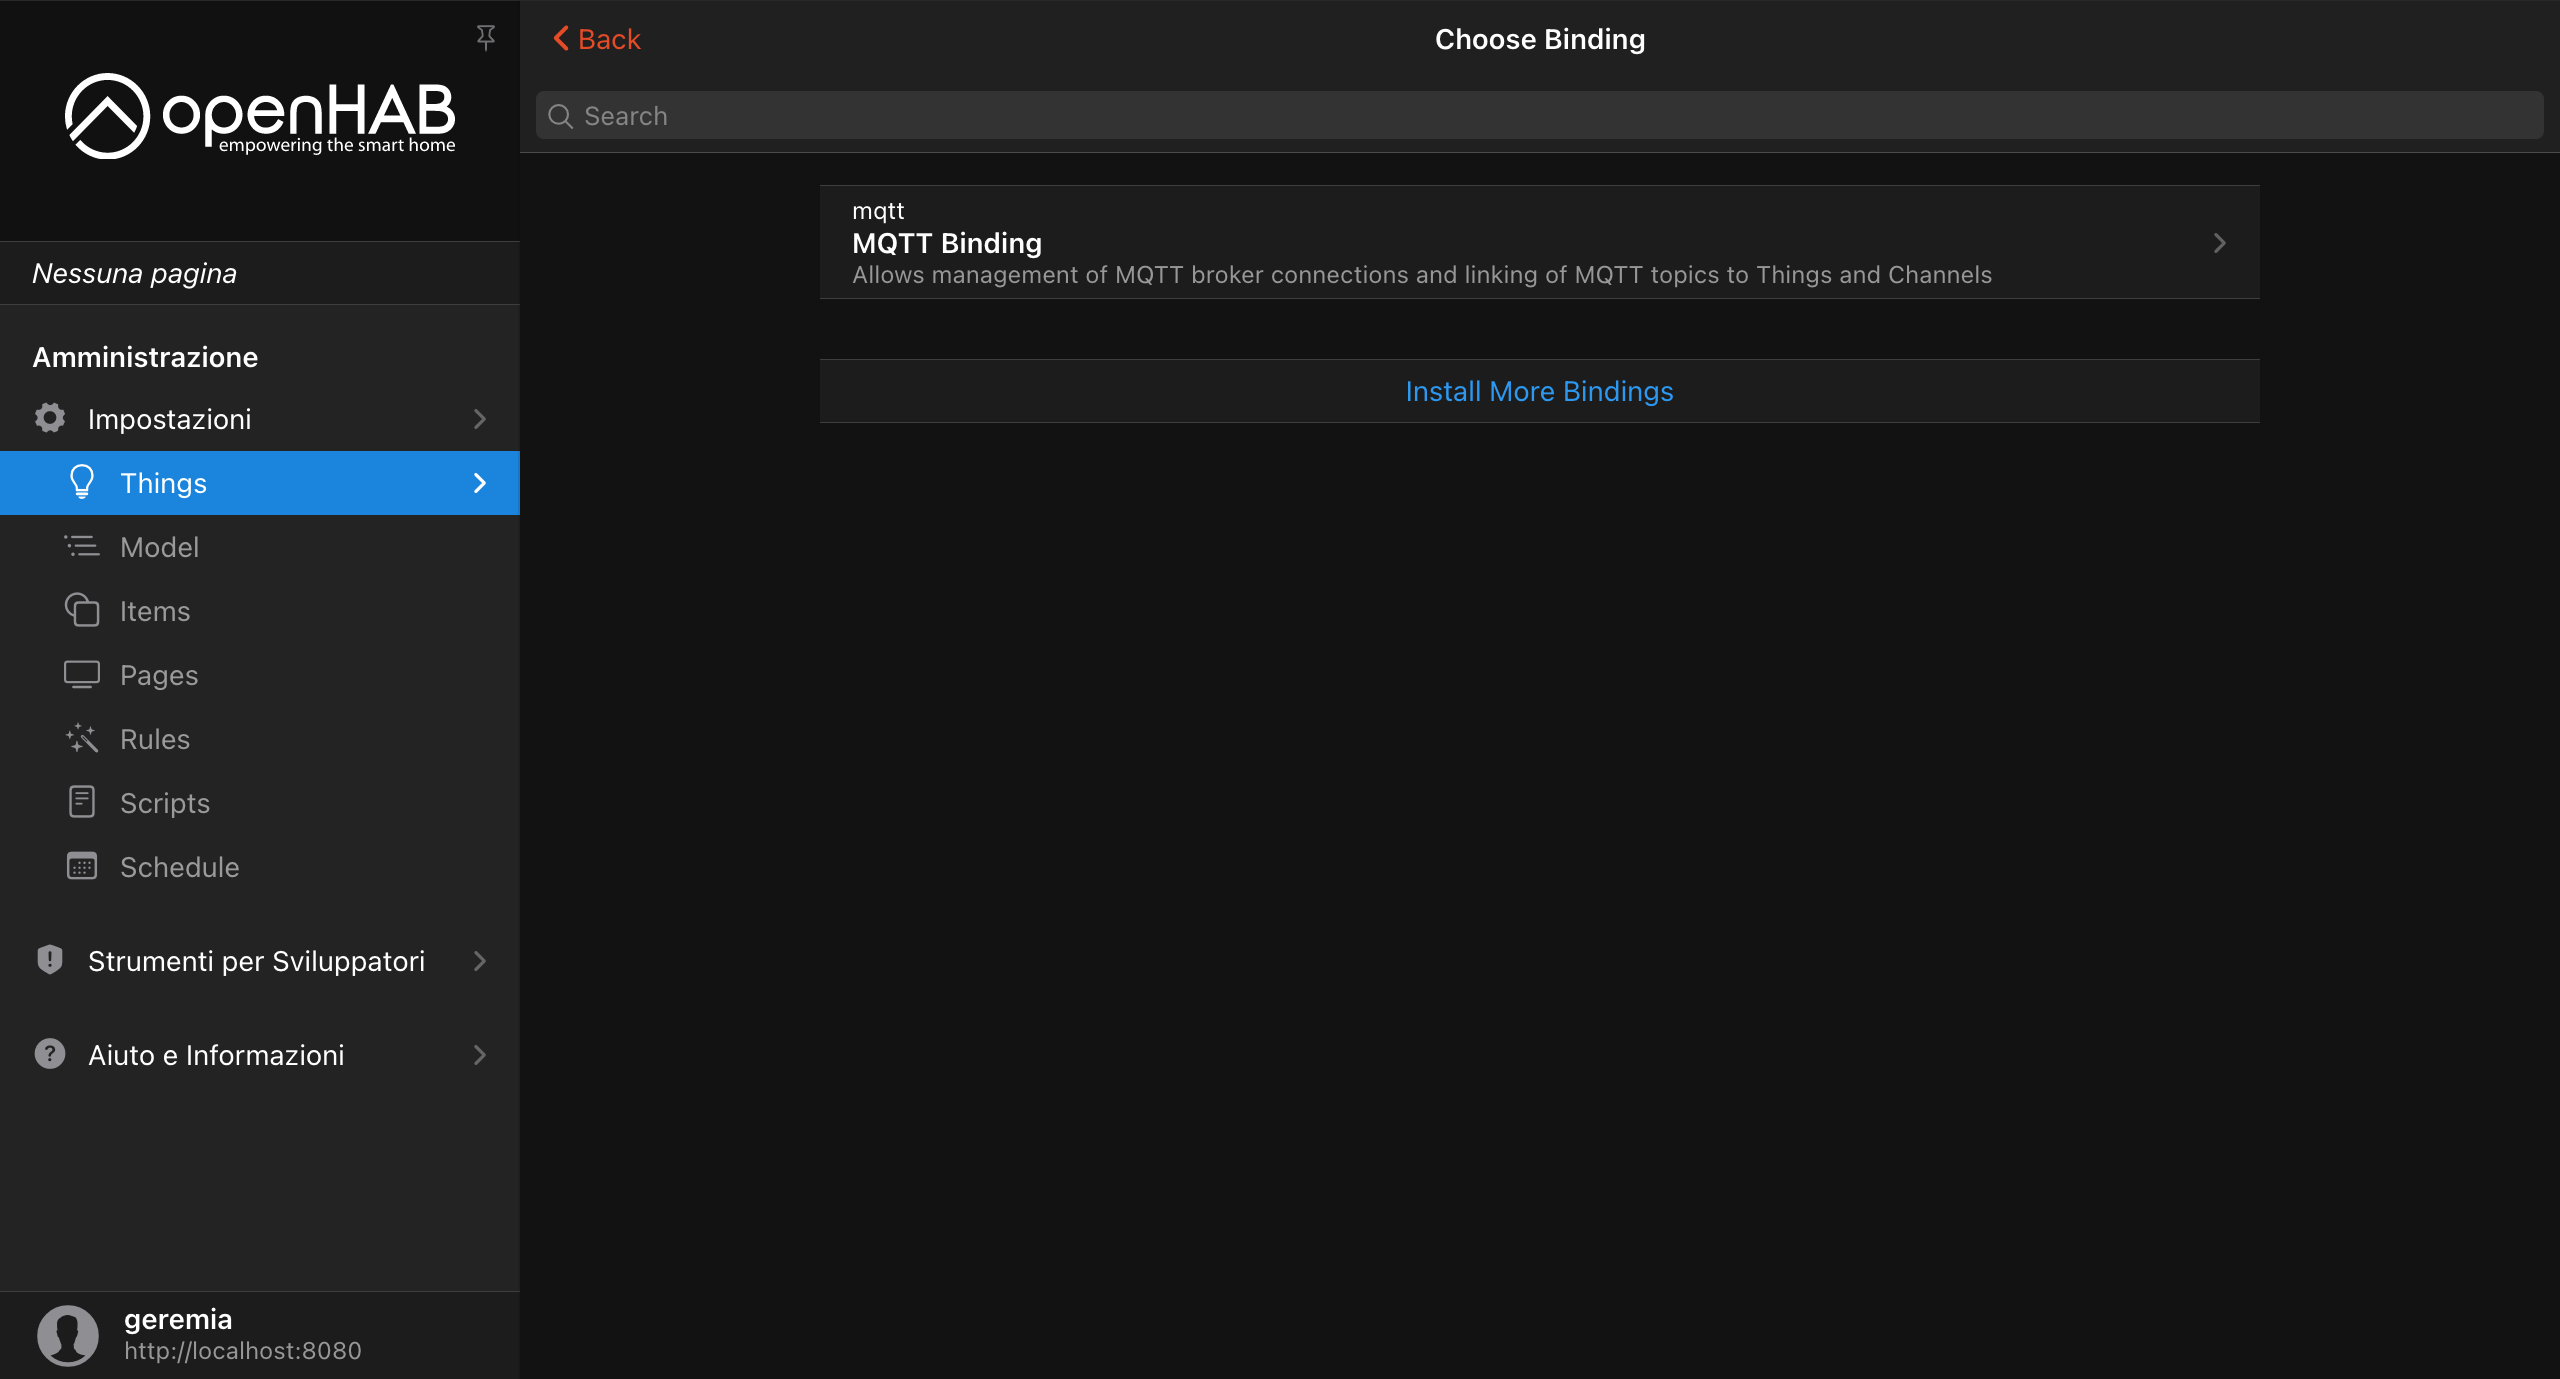 openHAB
empowering the smart home
Nessuna pagina
Amministrazione
Impostazioni
Things
Model
Items
Pages
Rules
Scripts
Schedule
Strumenti per Sviluppatori
Aiuto e Informazioni
geremia
http://localhost:8080
Back
Choose Binding
Search
mqtt
MQTT Binding
Allows management of MQTT broker connections and linking of MQTT topics to Things and Channels
Install More Bindings